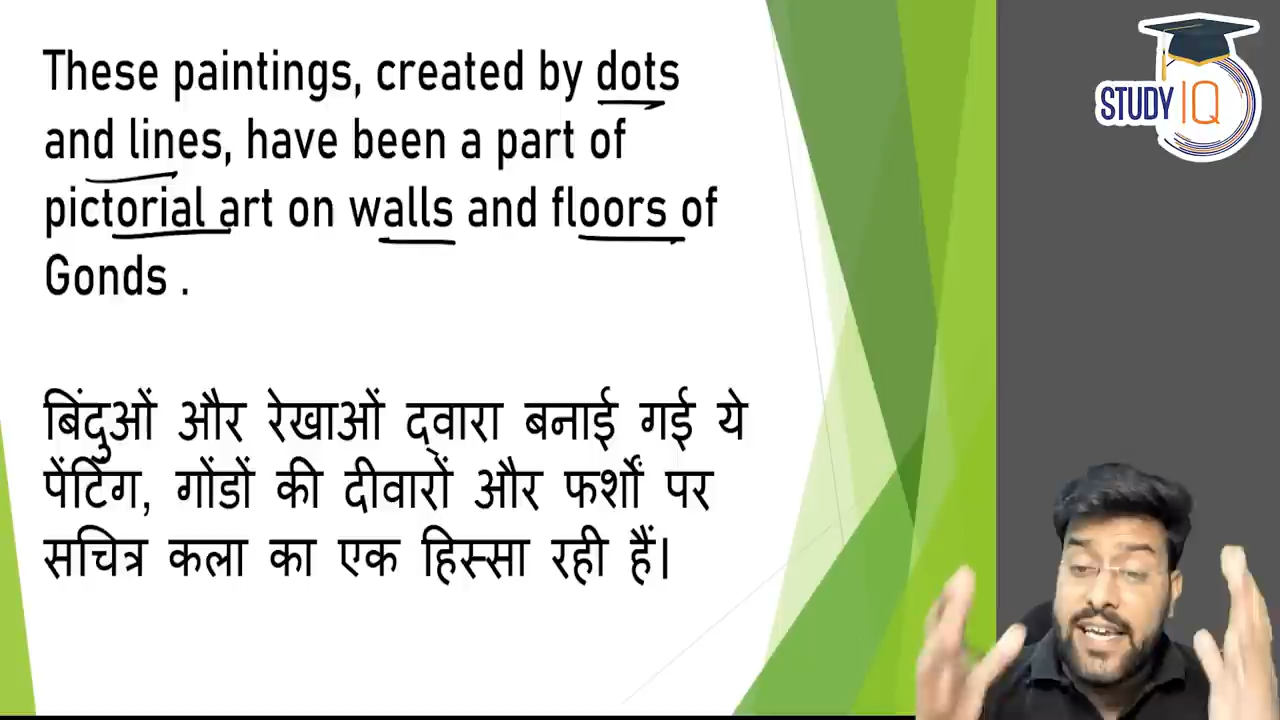 These paintings, created by dots
and lines, have been a part of
pictorial art on walls and floors of
Gonds .
बिंदुओं और रेखाओं द्वारा बनाई गई ये
पेंटिंग, गोंडों की दीवारों और फर्शों पर
सचित्र कला का एक हिस्सा रही हैं।
STUDY IQ